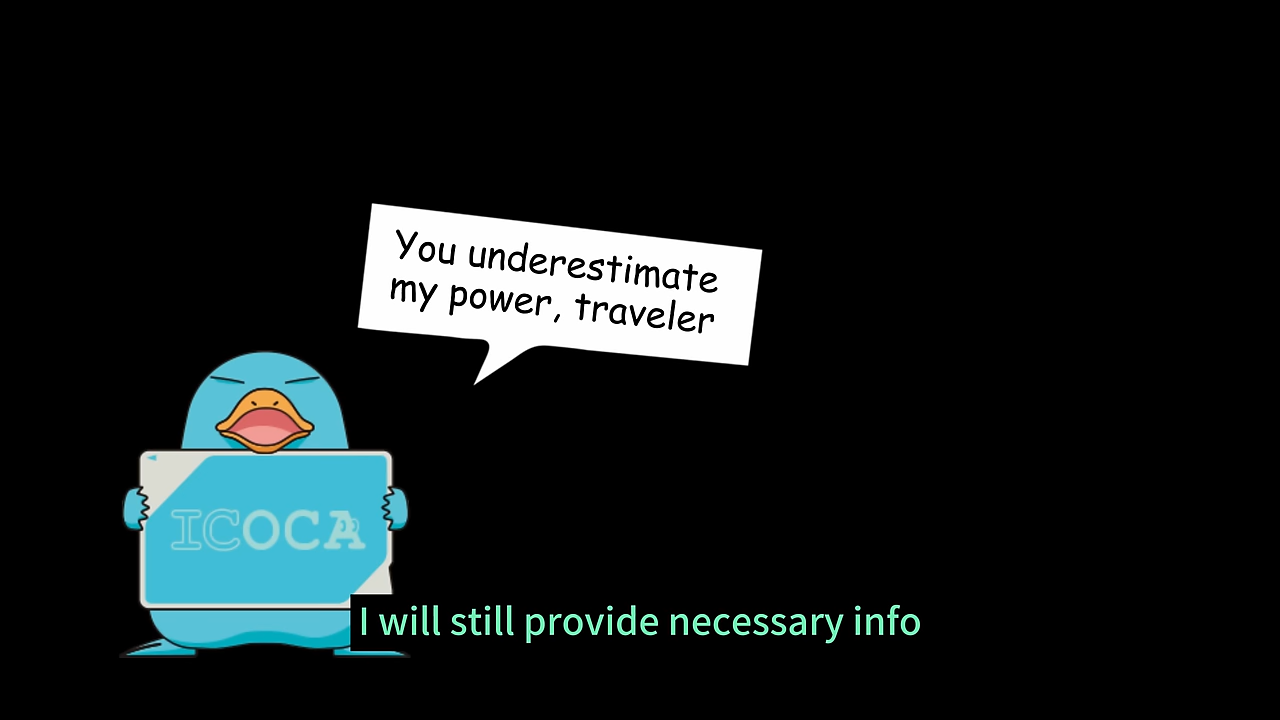 You underestimate
my power, traveler
ICOCA
I will still provide necessary info